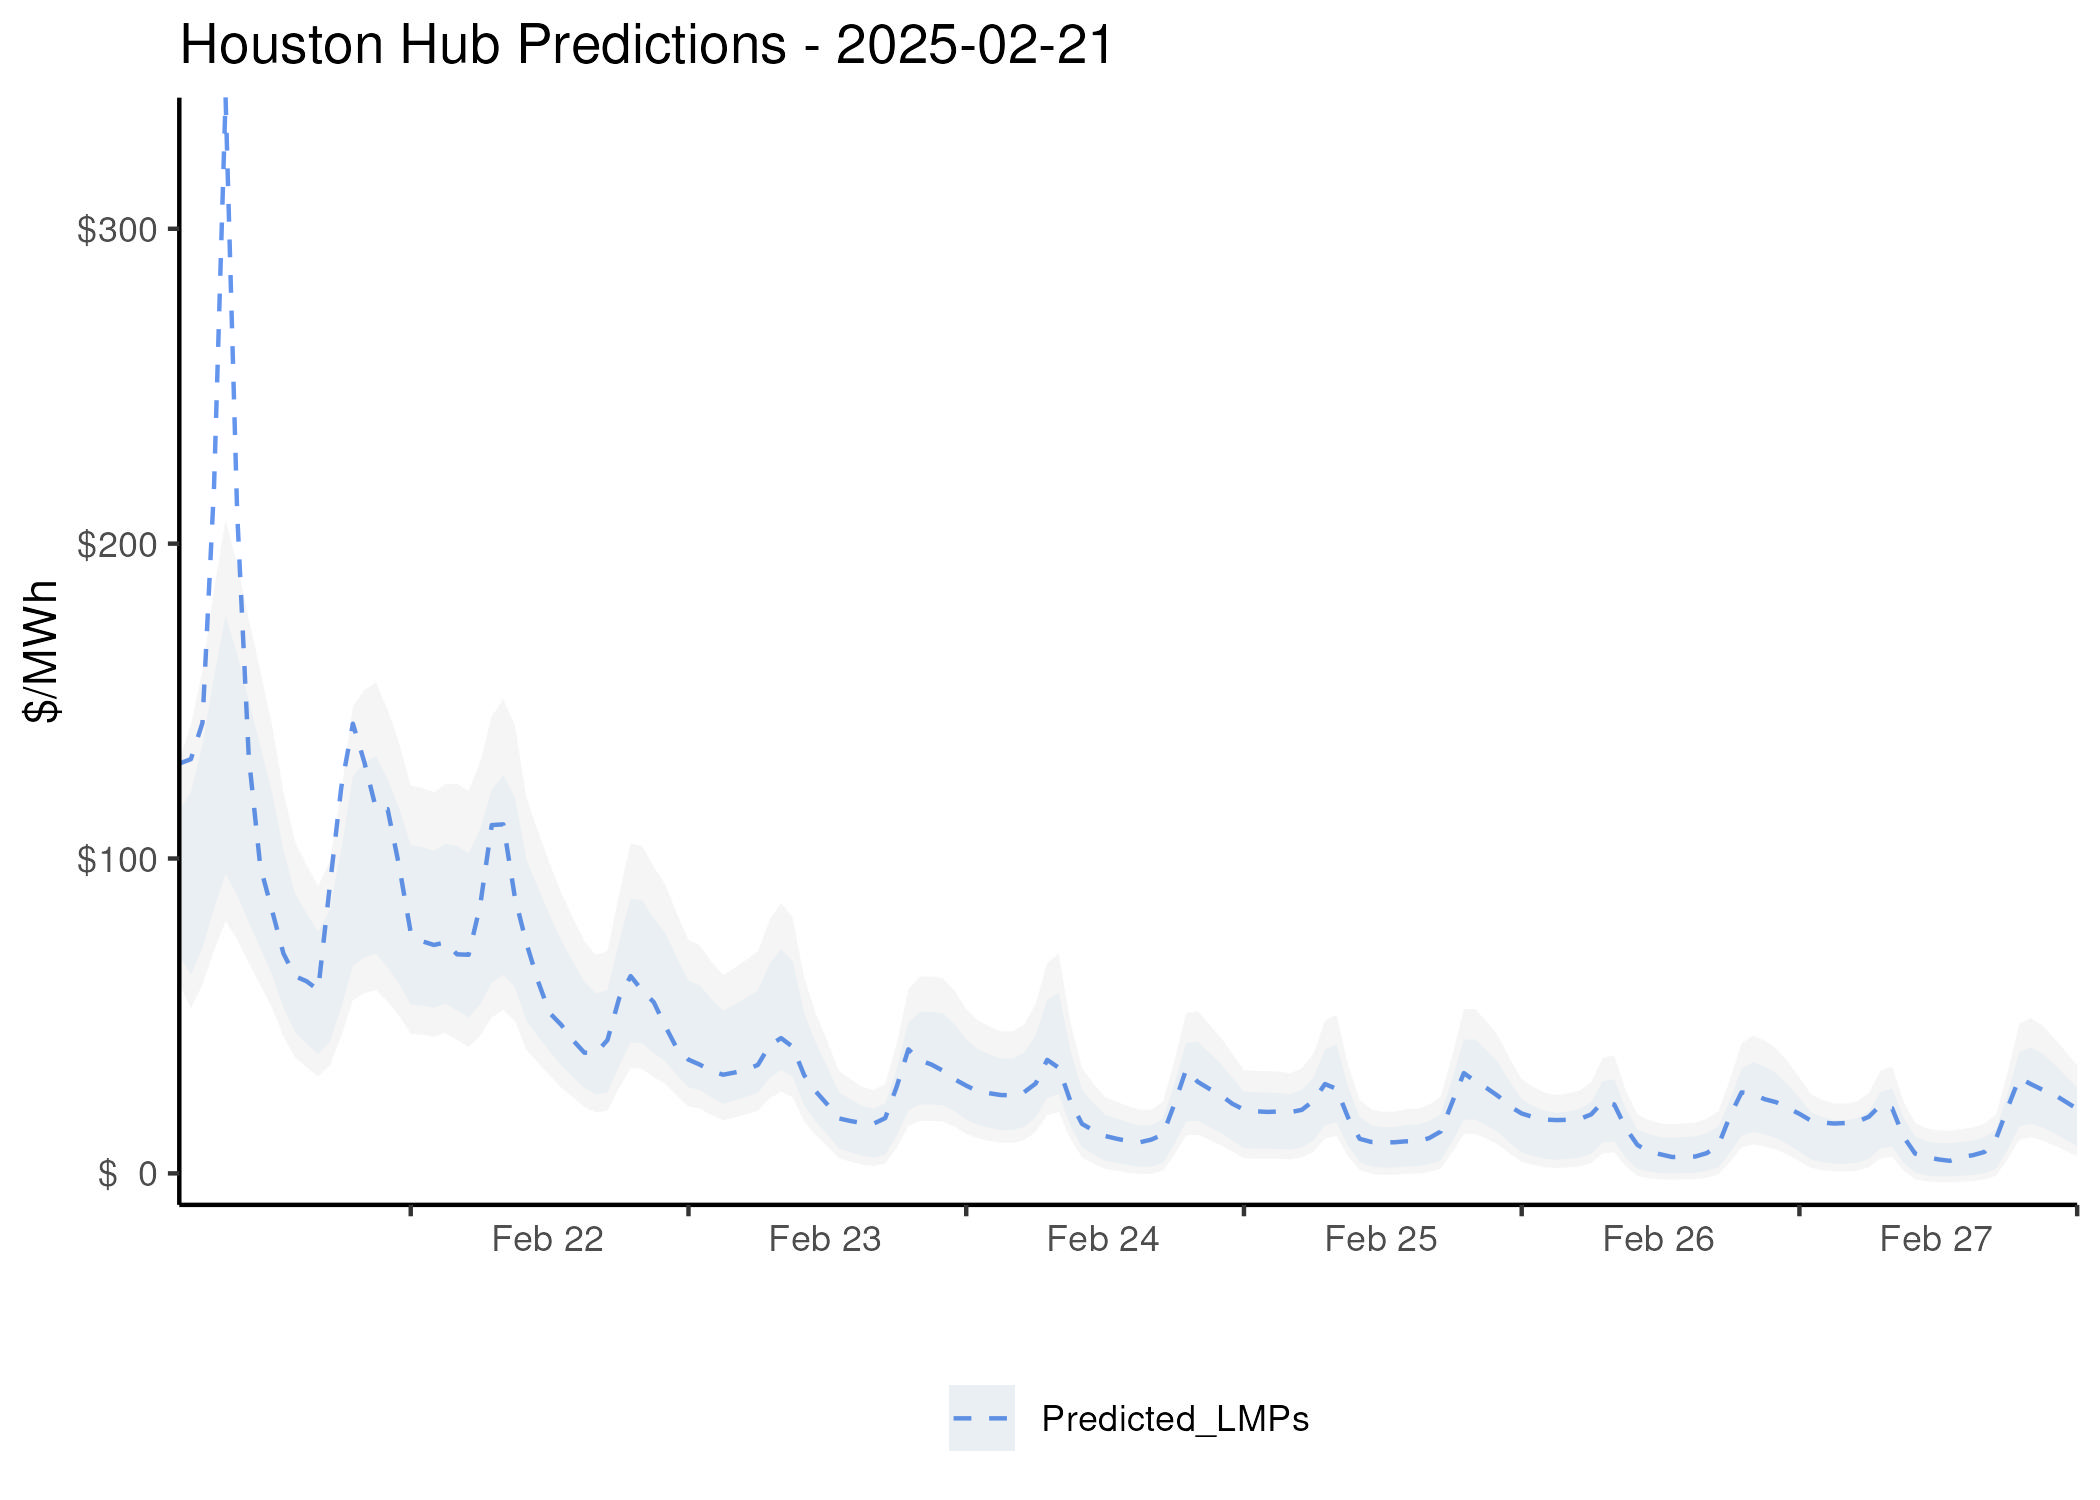 Houston Hub Predictions - 2025-02-21
$/MWh
$300
$200
$100
$  0
Feb 22
Feb 23
Feb 24
Feb 25
Feb 26
Feb 27
Predicted_LMPs